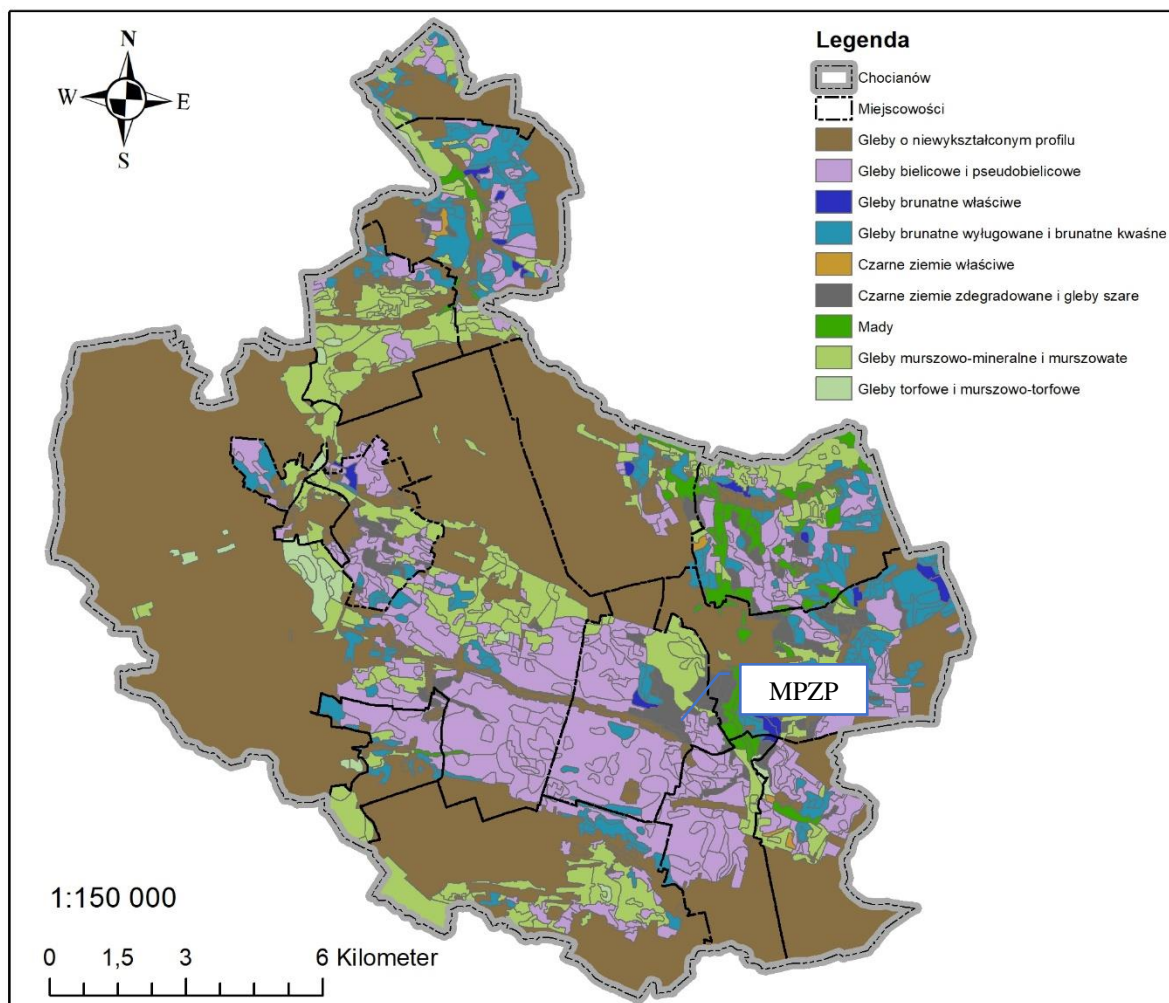 N
W E
S
Legenda
Chocianów
Miejscowości
Gleby o niewykształconym profilu
Gleby bielicowe i pseudobielicowe
Gleby brunatne właściwe
Gleby brunatne wyługowane i brunatne kwaśne
Czarne ziemie właściwe
Czarne ziemie zdegradowane i gleby szare
Mady
Gleby murszowo-mineralne i murszowate
Gleby torfowe i murszowo-torfowe
MPZP
1:150 000
0 1,5 3 6 Kilometer